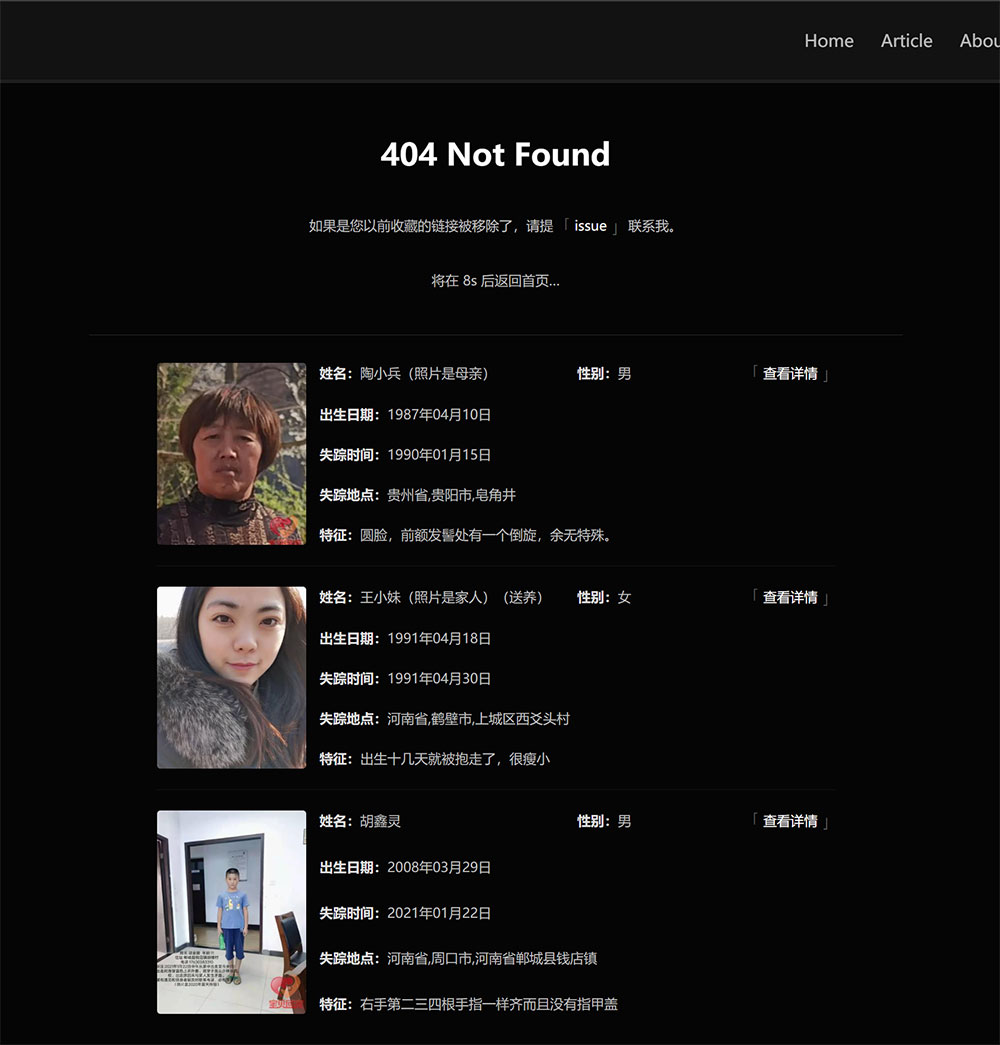 Home Article Abou
404 Not Found
如果是您以前收藏的链接被移除了，请提 「 issue 」 联系我。
将在 8s 后返回首页...
姓名：陶小兵（照片是母亲） 性别：男 「 查看详情 」
出生日期：1987年04月10日
失踪时间：1990年01月15日
失踪地点：贵州省,贵阳市,皂角井
特征：圆脸，前额发髻处有一个倒旋，余无特殊。
姓名：王小妹（照片是家人）（送养） 性别：女 「 查看详情 」
出生日期：1991年04月18日
失踪时间：1991年04月30日
失踪地点：河南省,鹤壁市,上城区西爻头村
特征：出生十几天就被抱走了，很瘦小
姓名：胡鑫灵 性别：男 「 查看详情 」
出生日期：2008年03月29日
失踪时间：2021年01月22日
失踪地点：河南省,周口市,河南省郸城县钱店镇
特征：右手第二三四根手指一样齐而且没有指甲盖